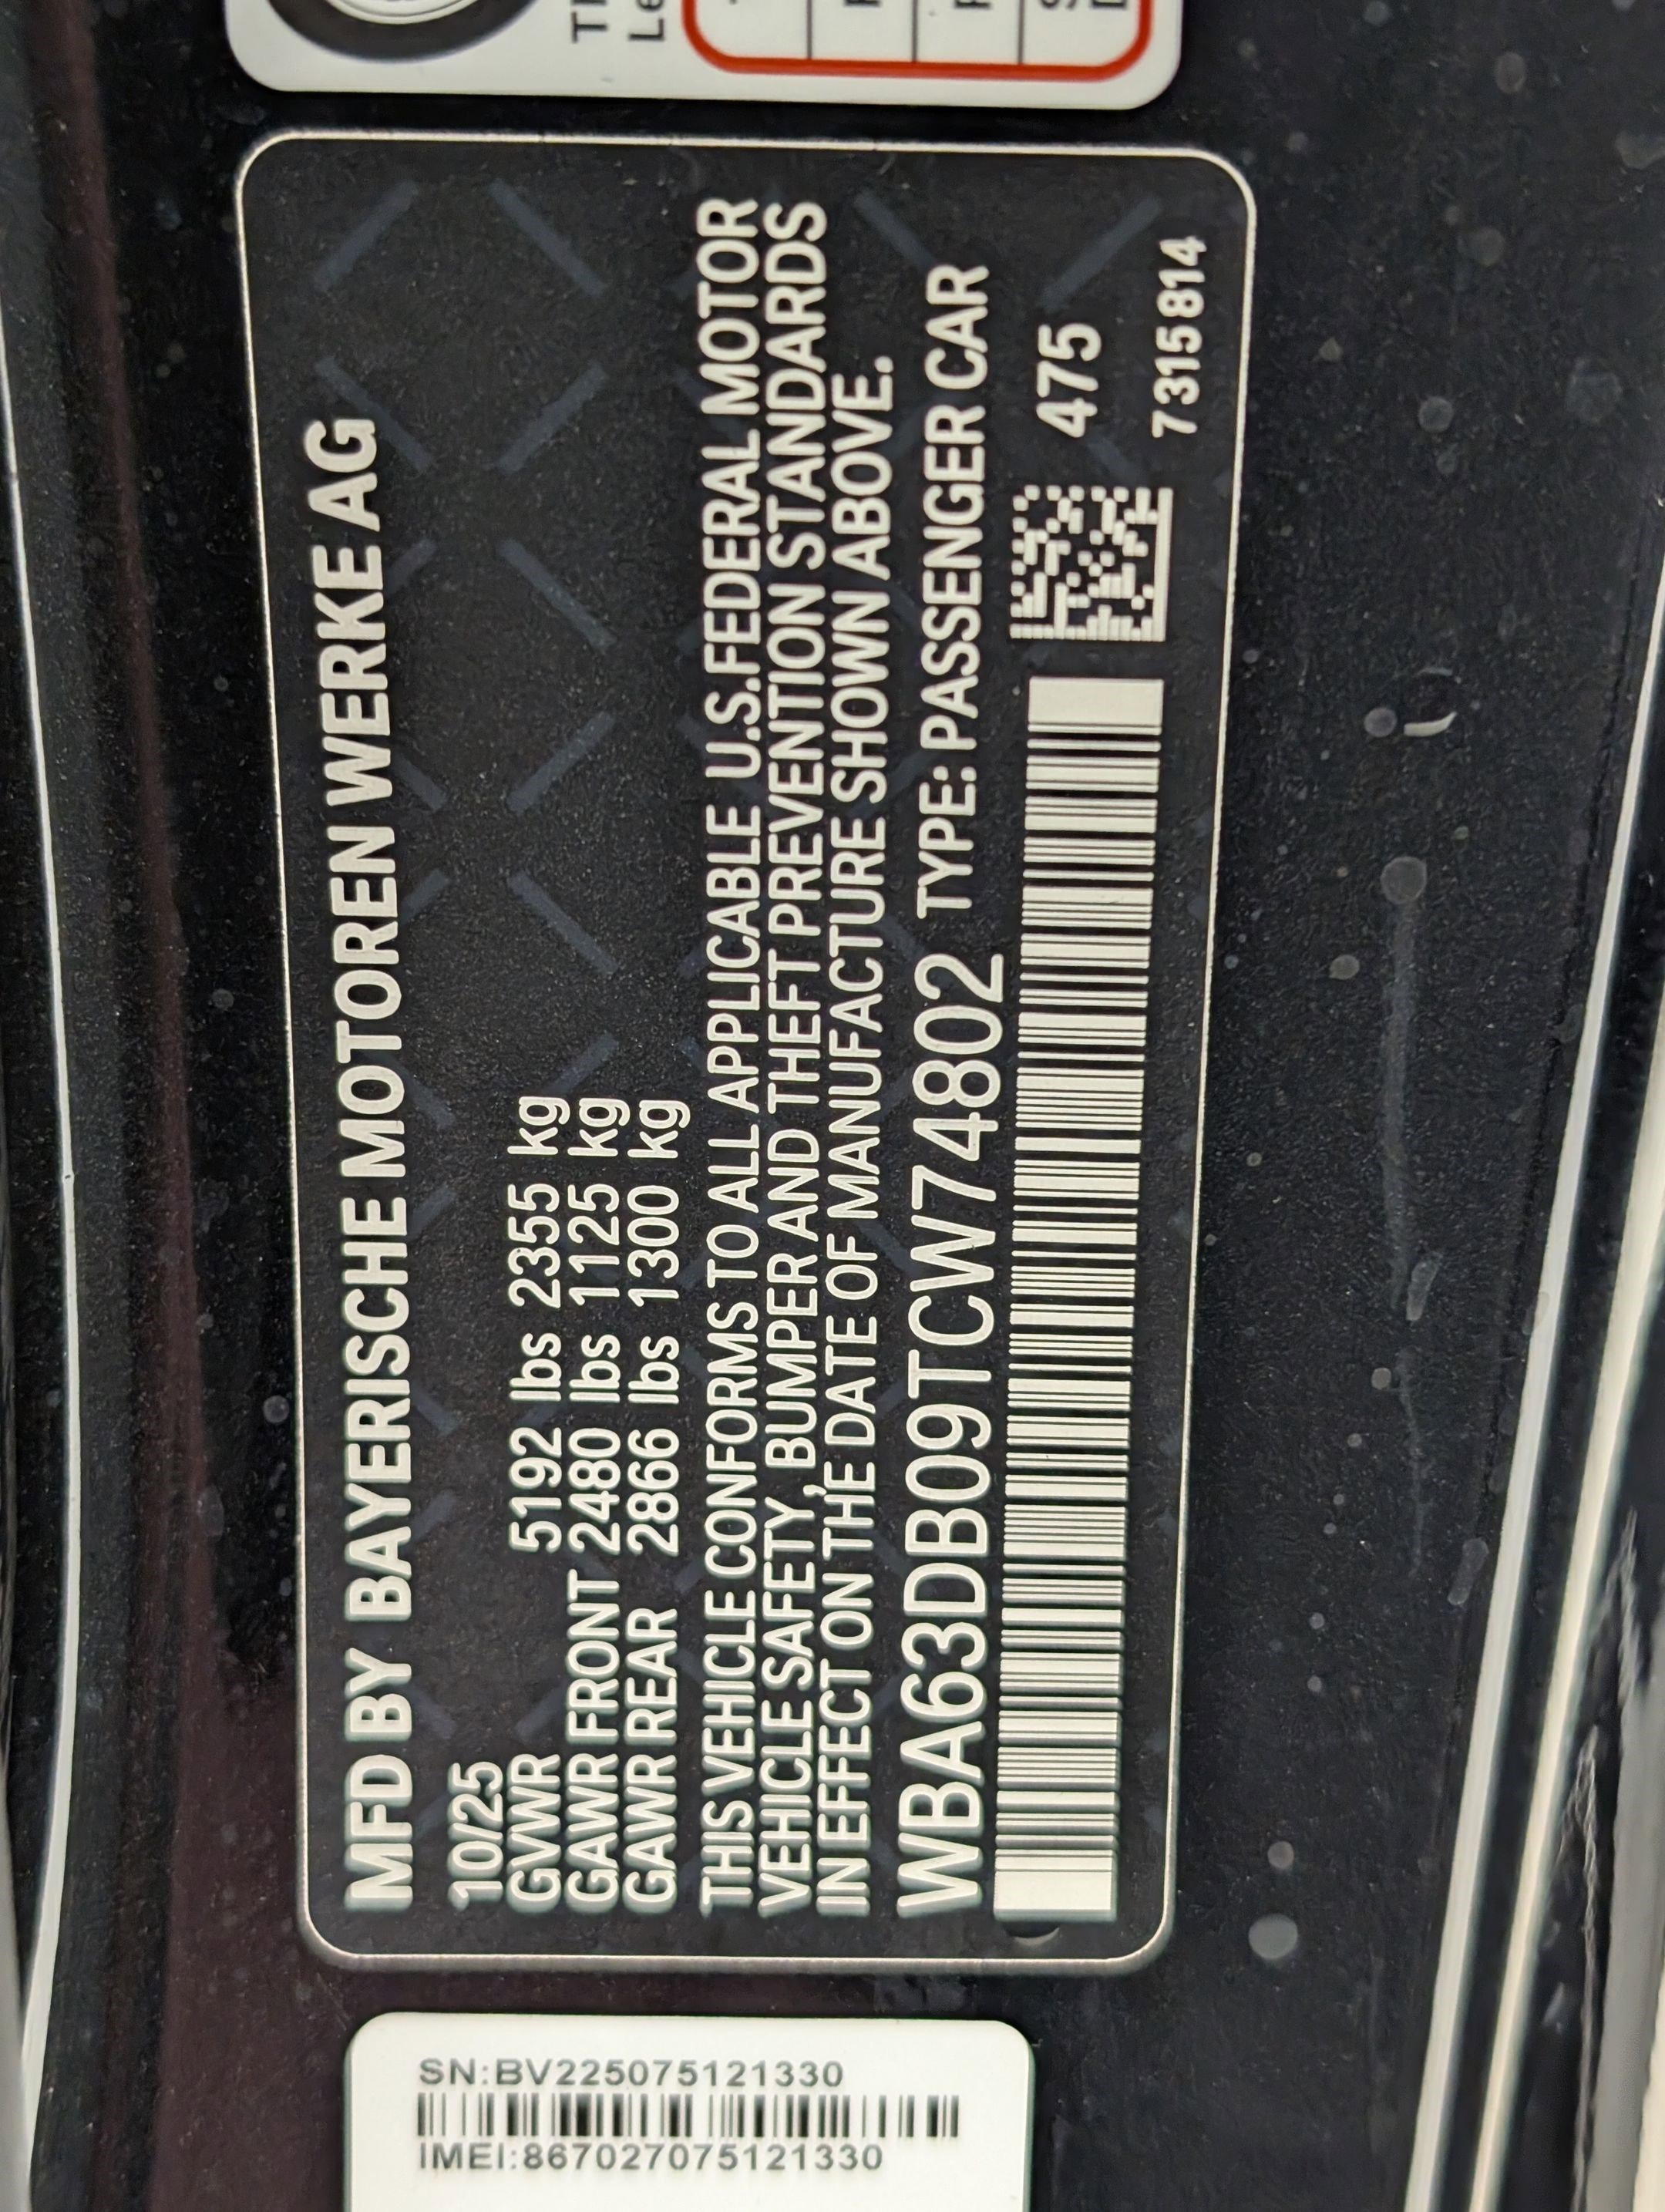 MFD BY BAYERISCHE MOTOREN WERKE AG
10/25
GVWR 5192 lbs 2355 kg
GAWR FRONT 2480 lbs 1125 kg
GAWR REAR 2866 lbs 1300 kg
THIS VEHICLE CONFORMS TO ALL APPLICABLE U.S.FEDERAL MOTOR
VEHICLE SAFETY, BUMPER AND THEFT PREVENTION STANDARDS
IN EFFECT ON THE DATE OF MANUFACTURE SHOWN ABOVE.
WBA63DB09TCW74802 TYPE: PASSENGER CAR
475
7315814
SN:BV225075121330
IMEI:867027075121330